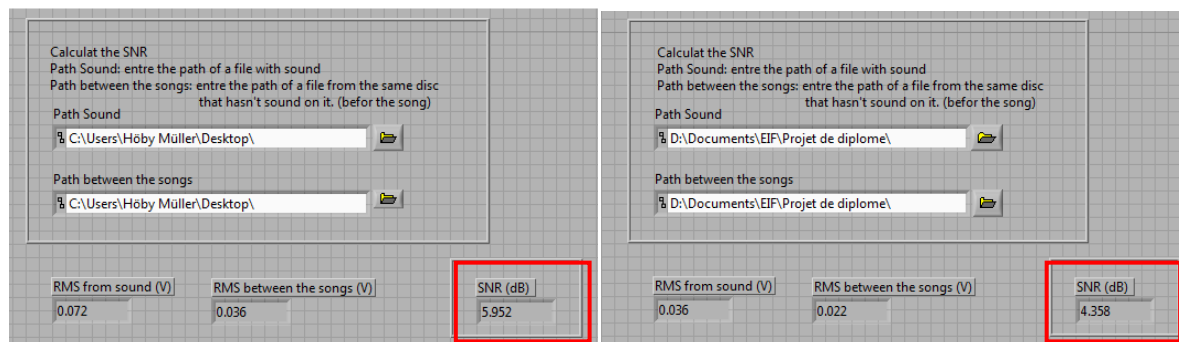 Calculat the SNR
Path Sound: entre the path of a file with sound
Path between the songs: entre the path of a file from the same disc
that hasn't sound on it. (befor the song)
Path Sound
C:\Users\Höby Müller\Desktop\
Path between the songs
C:\Users\Höby Müller\Desktop\
RMS from sound (V)
RMS between the songs (V)
SNR (dB)
0.072
0.036
5.952
Calculat the SNR
Path Sound: entre the path of a file with sound
Path between the songs: entre the path of a file from the same disc
that hasn't sound on it. (befor the song)
Path Sound
D:\Documents\EIF\Projet de diplome\
Path between the songs
D:\Documents\EIF\Projet de diplome\
RMS from sound (V)
RMS between the songs (V)
SNR (dB)
0.036
0.022
4.358